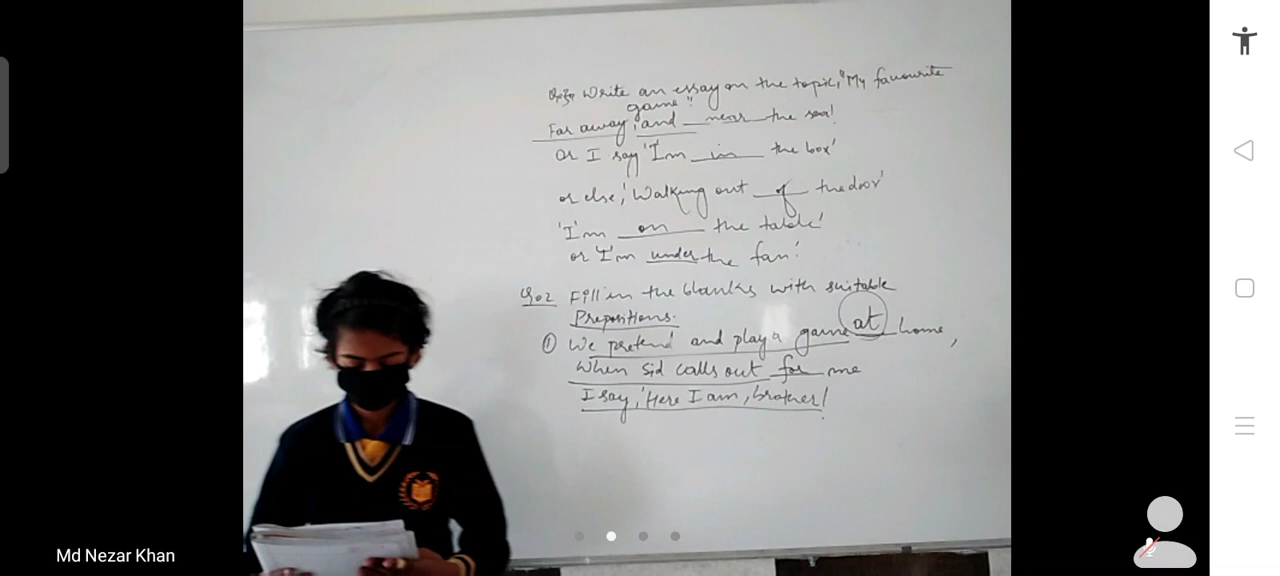 Write an essay on the topic, "My favourite
game".
Far away, and near the sea!
Or I say 'I'm in the box'
or else, 'Walking out of the door'
'I'm on the table'
or 'I'm under the fan'
Q.02 Fill in the blanks with suitable
Prepositions.
① We pretend and play a game at home,
When Sid calls out for me
I say, 'Here I am, brother!
Md Nezar Khan